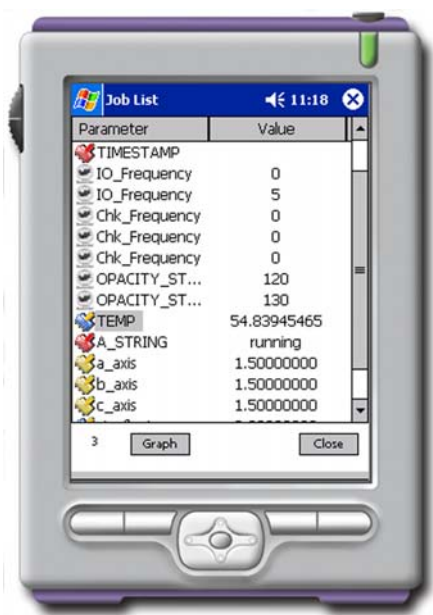 Job List 11:18
Parameter Value
TIMESTAMP
IO_Frequency 0
IO_Frequency 5
Chk_Frequency 0
Chk_Frequency 0
Chk_Frequency 0
OPACITY_ST... 120
OPACITY_ST... 130
TEMP 54.83945465
A_STRING running
a_axis 1.50000000
b_axis 1.50000000
c_axis 1.50000000
3 Graph Close